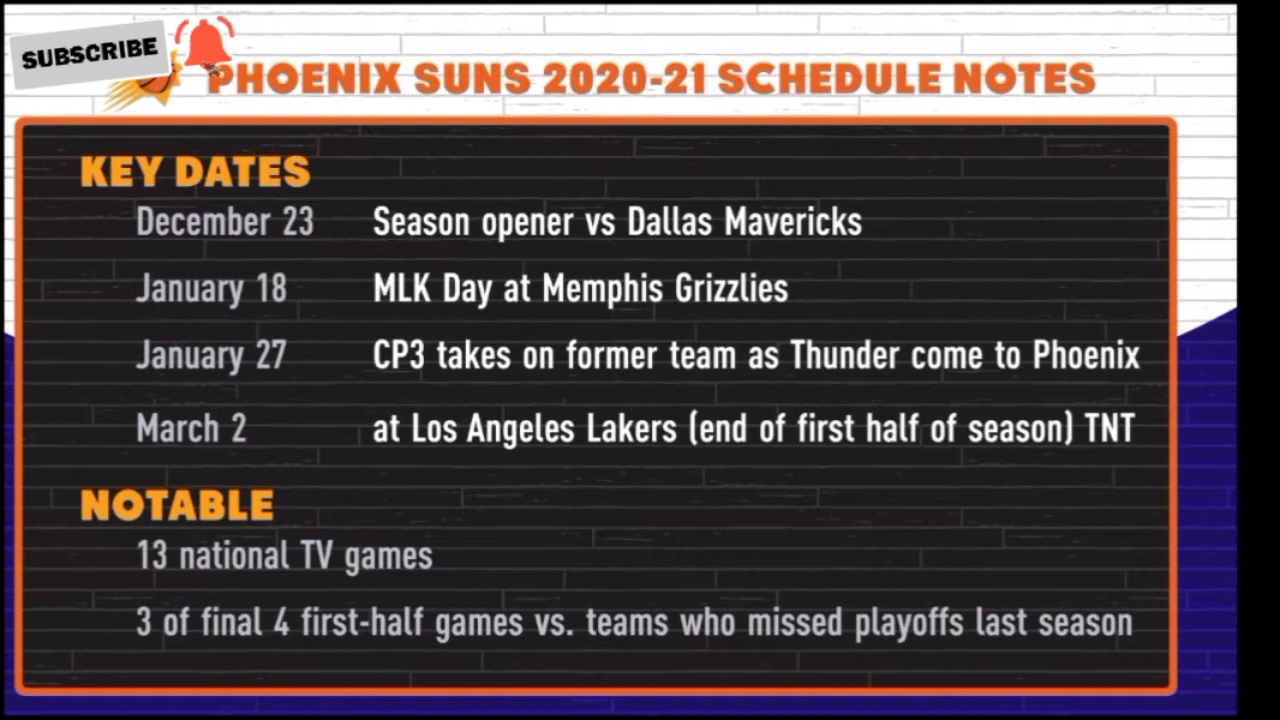 SUBSCRIBE
PHOENIX SUNS 2020-21 SCHEDULE NOTES
KEY DATES
December 23 Season opener vs Dallas Mavericks
January 18 MLK Day at Memphis Grizzlies
January 27 CP3 takes on former team as Thunder come to Phoenix
March 2 at Los Angeles Lakers (end of first half of season) TNT
NOTABLE
13 national TV games
3 of final 4 first-half games vs. teams who missed playoffs last season